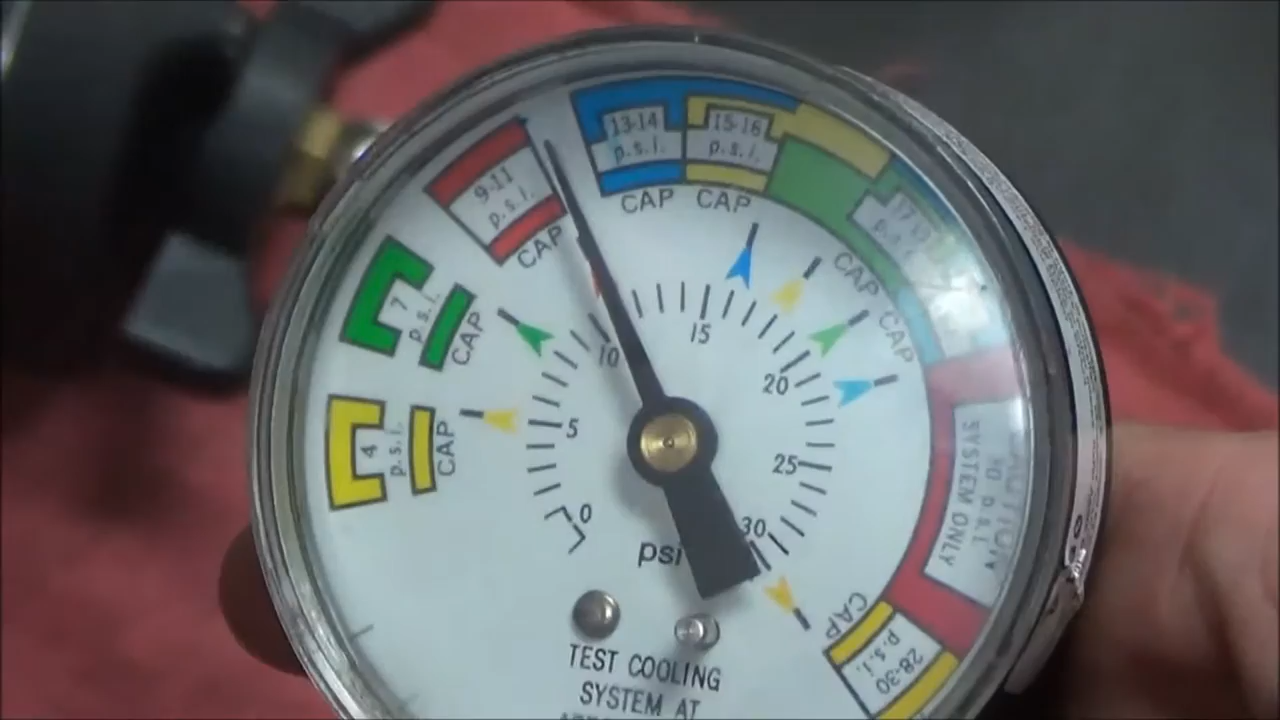 4
p.s.i.
CAP
7
p.s.i.
CAP
9-11
p.s.i.
CAP
13-14
p.s.i.
CAP
15-16
p.s.i.
CAP
p.s.i.
CAP
CAP
p.s.i.
SYSTEM ONLY
28-30
p.s.i.
CAP
0
5
10
15
20
25
30
psi
TEST COOLING
SYSTEM AT